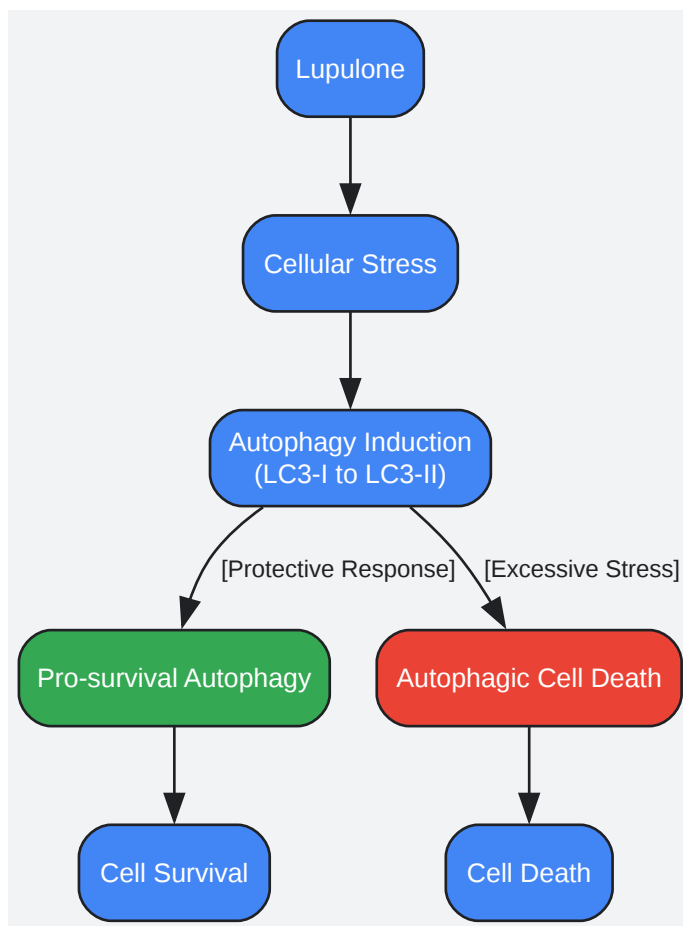 Lupulone
Cellular Stress
Autophagy Induction
(LC3-I to LC3-II)
[Protective Response]
[Excessive Stress]
Pro-survival Autophagy
Autophagic Cell Death
Cell Survival
Cell Death